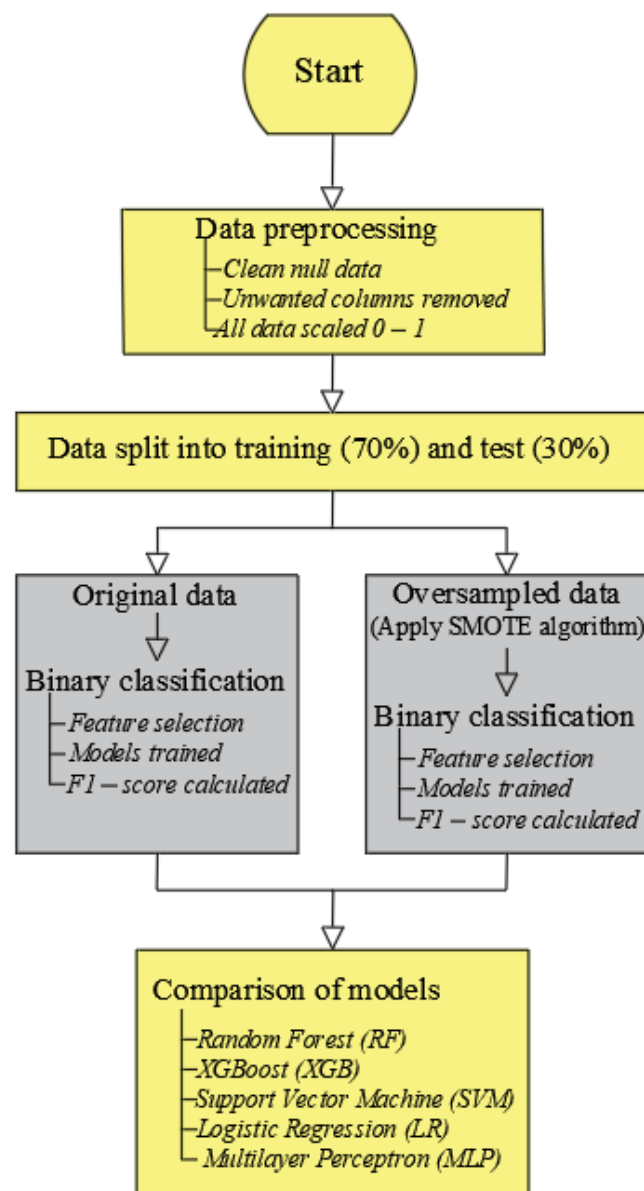 Start
Data preprocessing
Clean null data
Unwanted columns removed
All data scaled 0 – 1
Data split into training (70%) and test (30%)
Original data
Binary classification
Feature selection
Models trained
F1 – score calculated
Oversampled data
(Apply SMOTE algorithm)
Binary classification
Feature selection
Models trained
F1 – score calculated
Comparison of models
Random Forest (RF)
XGBoost (XGB)
Support Vector Machine (SVM)
Logistic Regression (LR)
Multilayer Perceptron (MLP)